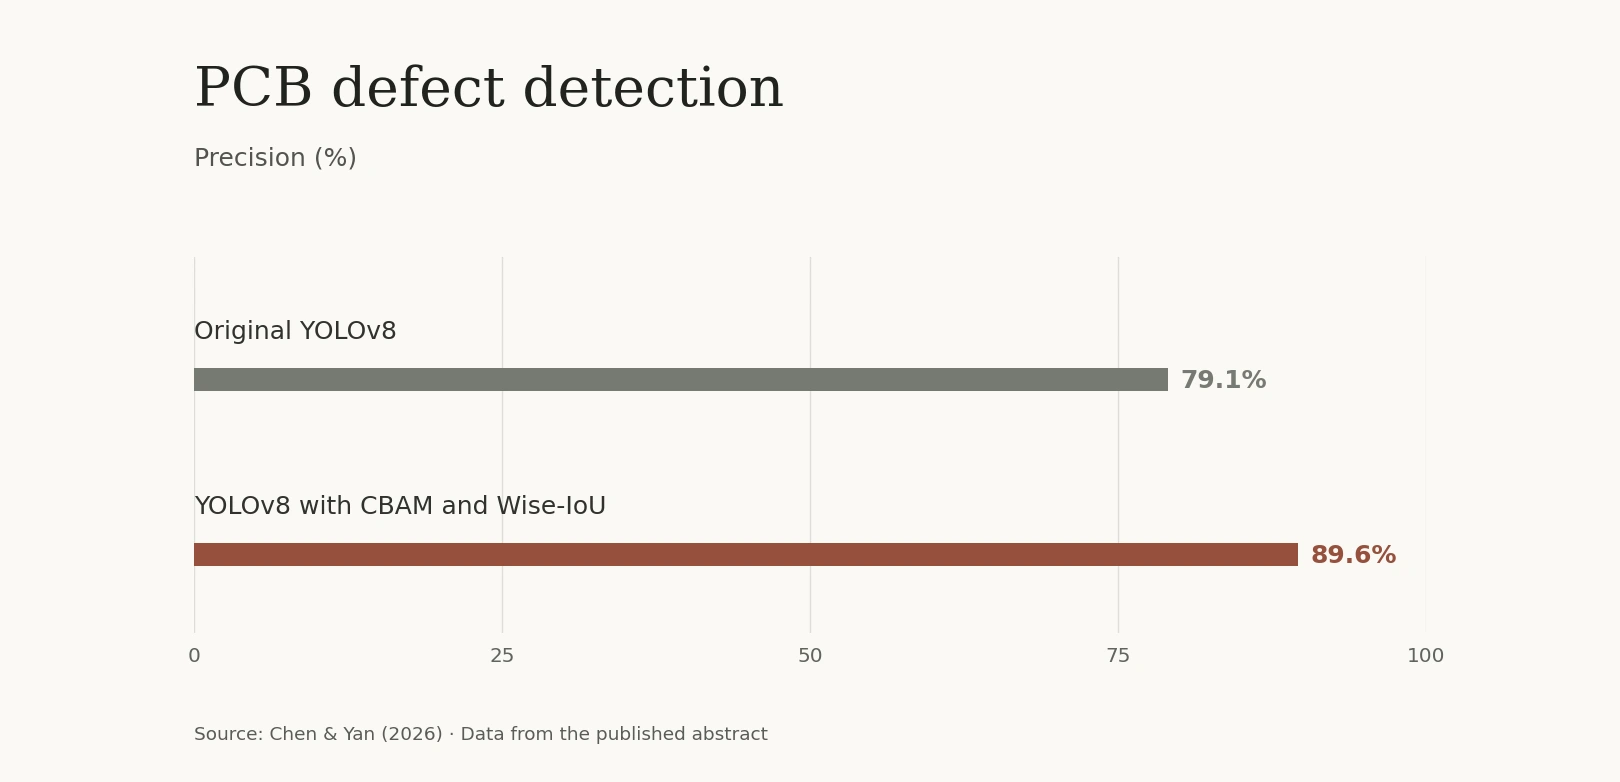 PCB defect detection
Precision (%)
Original YOLOv8
79.1%
YOLOv8 with CBAM and Wise-IoU
89.6%
0 25 50 75 100
Source: Chen & Yan (2026) · Data from the published abstract